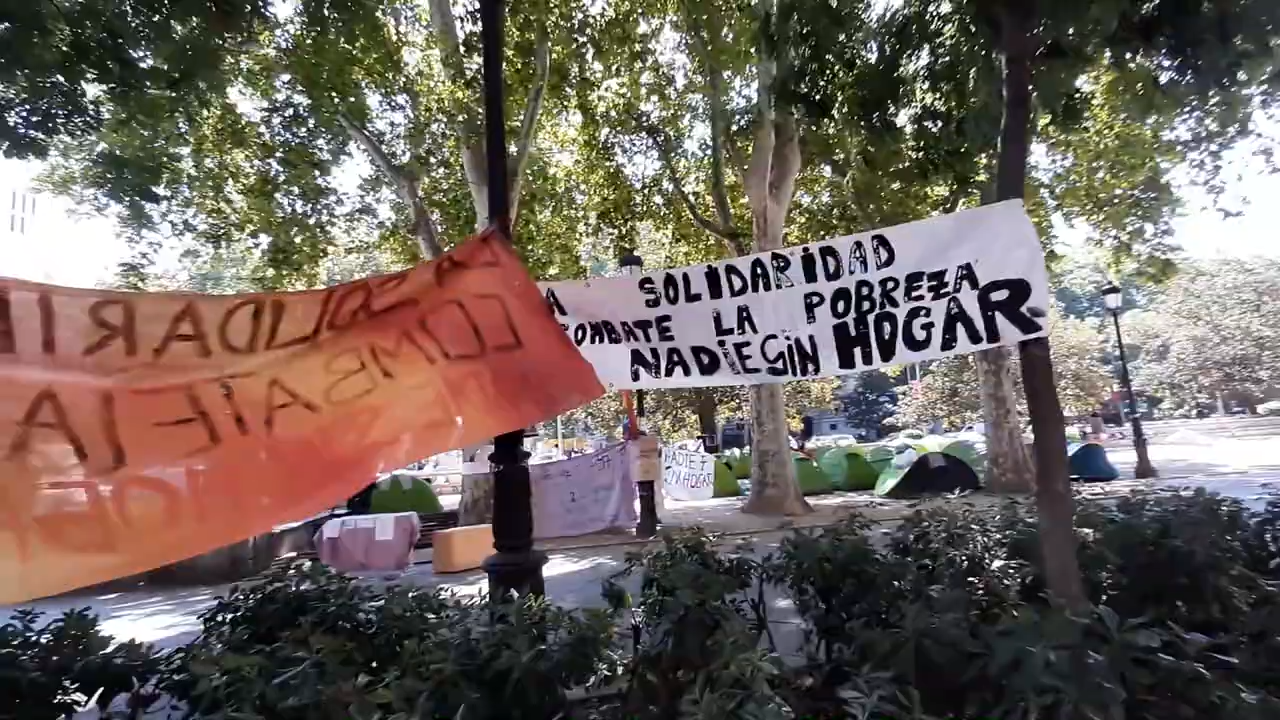 A SOLIDARIDAD
COMBATE LA POBREZA
NADIE SIN HOGAR
SOLIDARI
COMBATE LA
NADIE
SIN HOGAR